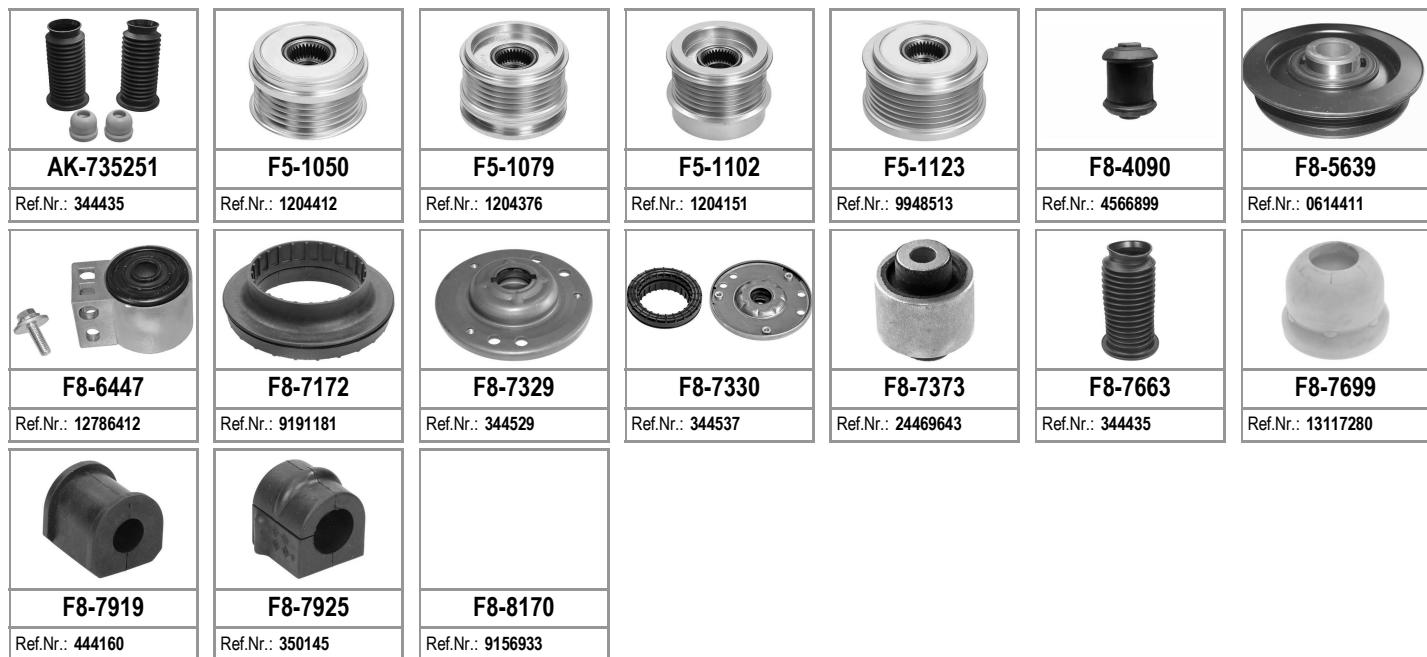 AK-735251
Ref.Nr.: 344435
F5-1050
Ref.Nr.: 1204412
F5-1079
Ref.Nr.: 1204376
F5-1102
Ref.Nr.: 1204151
F5-1123
Ref.Nr.: 9948513
F8-4090
Ref.Nr.: 4566899
F8-5639
Ref.Nr.: 0614411
F8-6447
Ref.Nr.: 12786412
F8-7172
Ref.Nr.: 9191181
F8-7329
Ref.Nr.: 344529
F8-7330
Ref.Nr.: 344537
F8-7373
Ref.Nr.: 24469643
F8-7663
Ref.Nr.: 344435
F8-7699
Ref.Nr.: 13117280
F8-7919
Ref.Nr.: 444160
F8-7925
Ref.Nr.: 350145
F8-8170
Ref.Nr.: 9156933